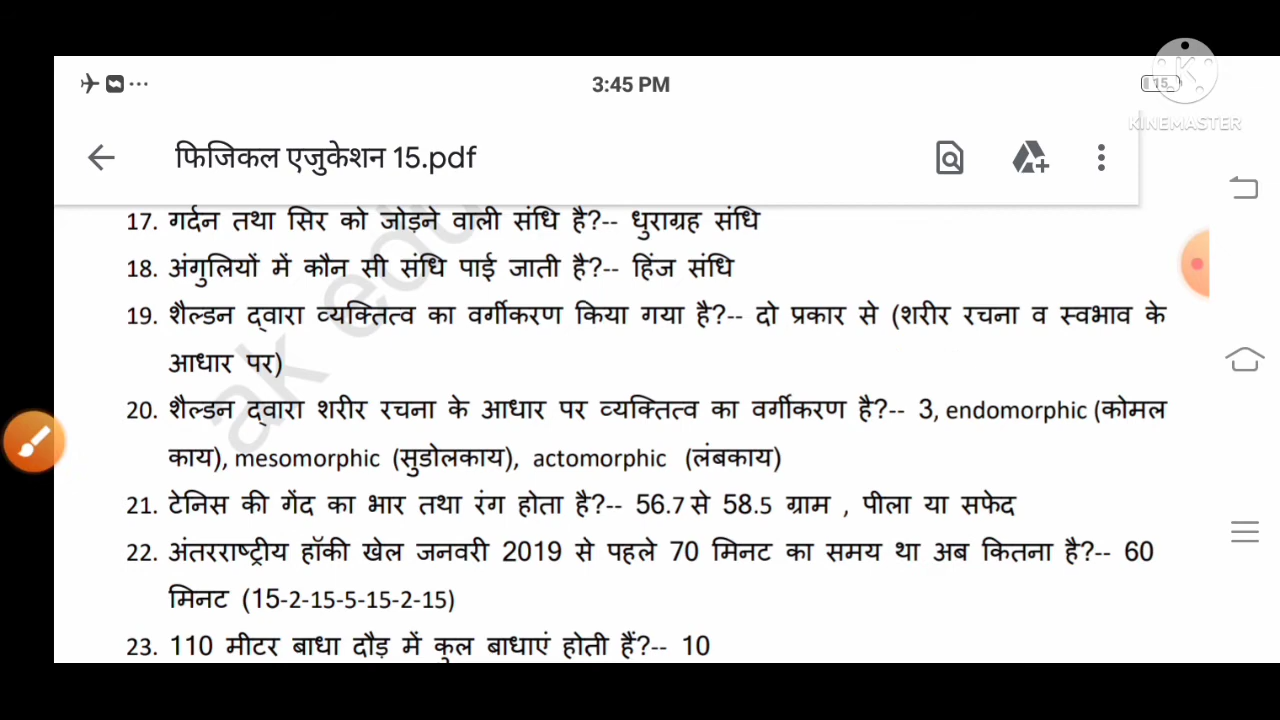 3:45 PM
15
KINEMASTER
फिजिकल एजुकेशन 15.pdf
17. गर्दन तथा सिर को जोड़ने वाली संधि है?-- धुराग्रह संधि
18. अंगुलियों में कौन सी संधि पाई जाती है?-- हिंज संधि
19. शैल्डन द्वारा व्यक्तित्व का वर्गीकरण किया गया है?-- दो प्रकार से (शरीर रचना व स्वभाव के
आधार पर)
20. शैल्डन द्वारा शरीर रचना के आधार पर व्यक्तित्व का वर्गीकरण है?-- 3, endomorphic (कोमल
काय), mesomorphic (सुडोलकाय), actomorphic (लंबकाय)
21. टेनिस की गेंद का भार तथा रंग होता है?-- 56.7 से 58.5 ग्राम , पीला या सफेद
22. अंतरराष्ट्रीय हॉकी खेल जनवरी 2019 से पहले 70 मिनट का समय था अब कितना है?-- 60
मिनट (15-2-15-5-15-2-15)
23. 110 मीटर बाधा दौड़ में कुल बाधाएं होती हैं?-- 10
ak edu